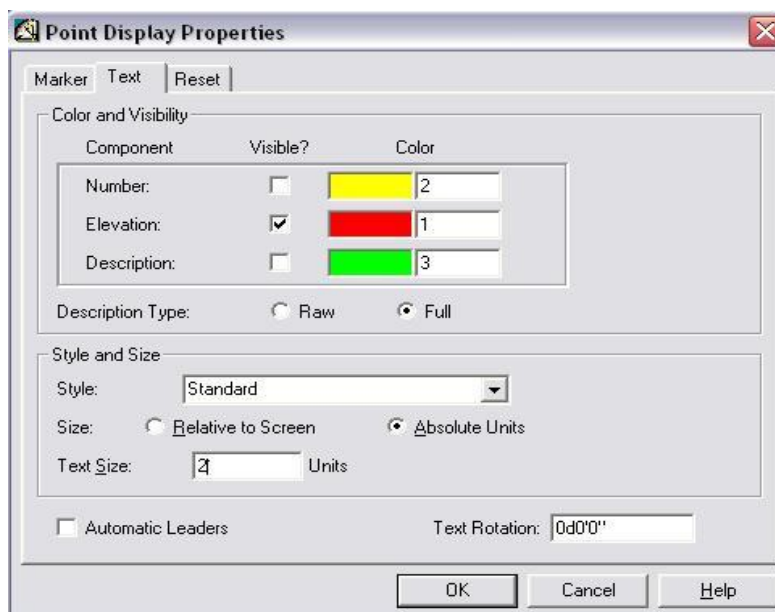 Point Display Properties
Marker Text Reset
Color and Visibility
Component Visible? Color
Number: 2
Elevation: 1
Description: 3
Description Type: Raw Full
Style and Size
Style: Standard
Size: Relative to Screen Absolute Units
Text Size: 2 Units
Automatic Leaders Text Rotation: 0d0'0"
OK Cancel Help